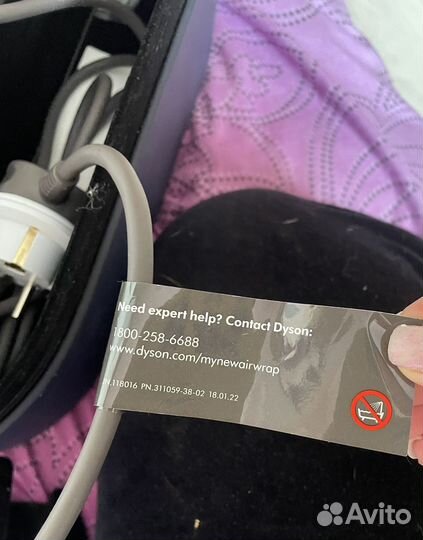 Need expert help? Contact Dyson:
1800-258-6688
www.dyson.com/mynewairwrap
JN.118016 PN.311059-38-02 18.01.22
Avito